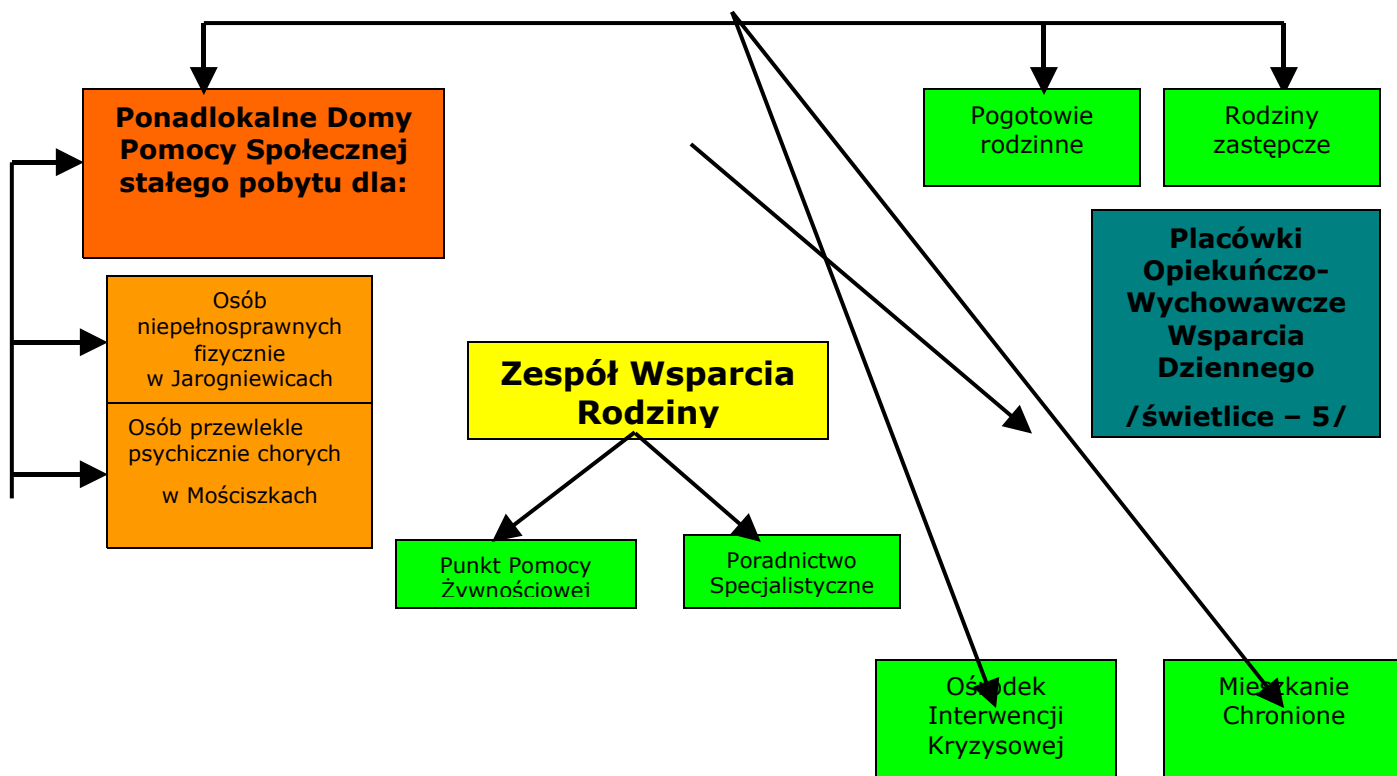 Ponadlokalne Domy
Pomocy Społecznej
stałego pobytu dla:
Pogotowie
rodzinne
Rodziny
zastępcze
Placówki
Opiekuńczo-
Wychowawcze
Wsparcia
Dziennego
/świetlice – 5/
Osób
niepełnosprawnych
fizycznie
w Jarogniewicach
Osób przewlekle
psychicznie chorych
w Mościszkach
Zespół Wsparcia
Rodziny
Punkt Pomocy
Żywnościowej
Poradnictwo
Specjalistyczne
Ośrodek
Interwencji
Kryzysowej
Mieszkanie
Chronione